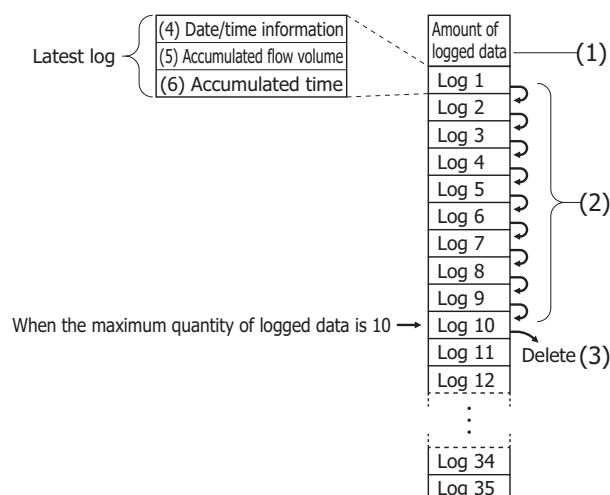 Latest log
(4) Date/time information
(5) Accumulated flow volume
(6) Accumulated time
Amount of
logged data
(1)
Log 1
Log 2
Log 3
Log 4
Log 5
Log 6
Log 7
Log 8
Log 9
(2)
When the maximum quantity of logged data is 10
Log 10
Delete (3)
Log 11
Log 12
Log 34
Log 35